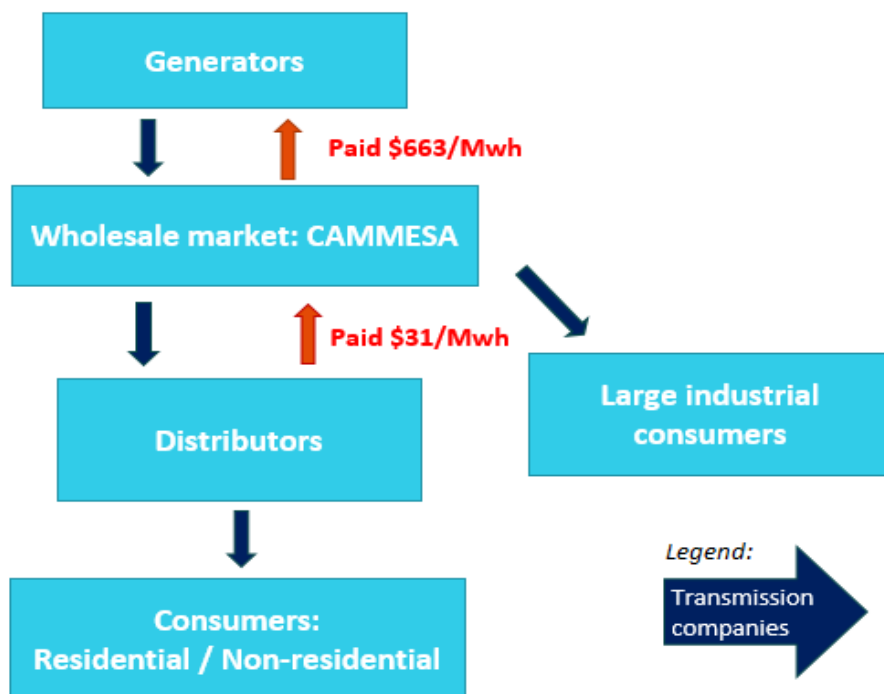 Generators
Paid $663/Mwh
Wholesale market: CAMMESA
Paid $31/Mwh
Large industrial
consumers
Distributors
Legend:
Transmission
companies
Consumers:
Residential / Non-residential